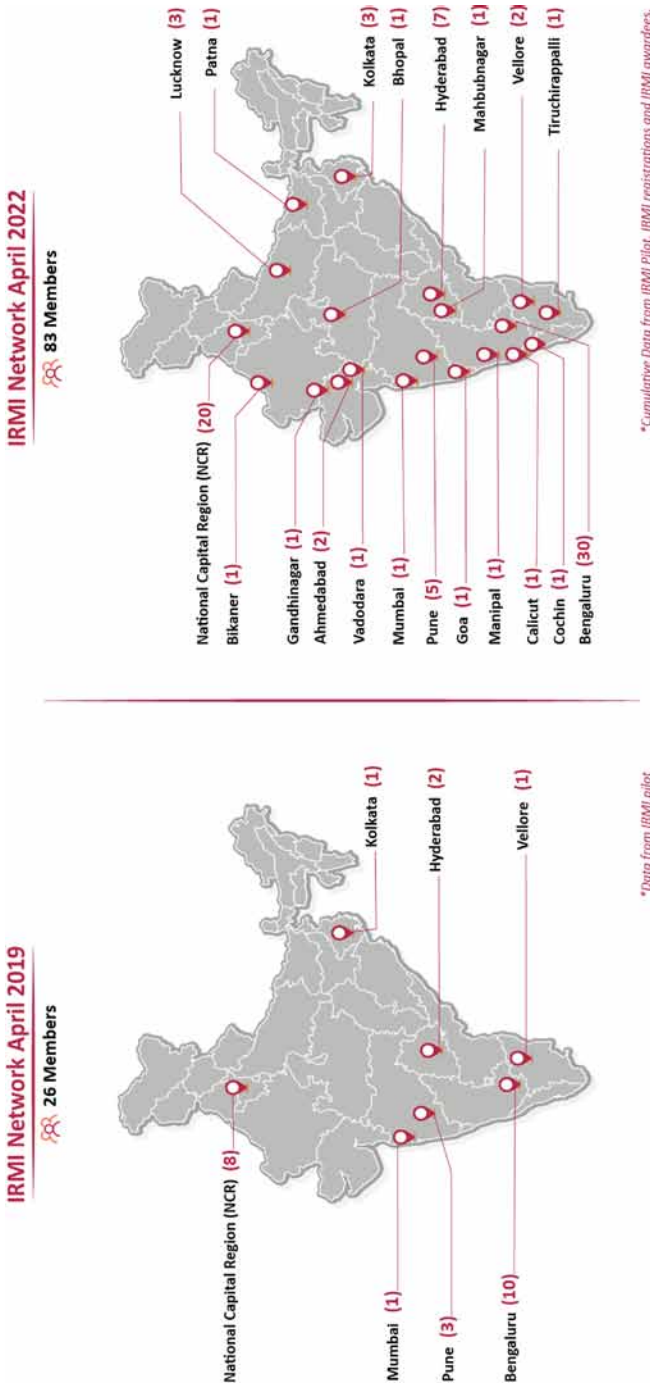 IRMI Network April 2019
26 Members
National Capital Region (NCR) (8)
Mumbai (1)
Pune (3)
Bengaluru (10)
Kolkata (1)
Hyderabad (2)
Vellore (1)
*Data from IRMI pilot
IRMI Network April 2022
83 Members
National Capital Region (NCR) (20)
Bikaner (1)
Gandhinagar (1)
Ahmedabad (2)
Vadodara (1)
Mumbai (1)
Pune (5)
Goa (1)
Manipal (1)
Calicut (1)
Cochin (1)
Bengaluru (30)
Lucknow (3)
Patna (1)
Kolkata (3)
Bhopal (1)
Hyderabad (7)
Mahbubnagar (1)
Vellore (2)
Tiruchirappalli (1)
*Cumulative Data from IRMI Pilot, IRMI registrations and IRMI awardees.